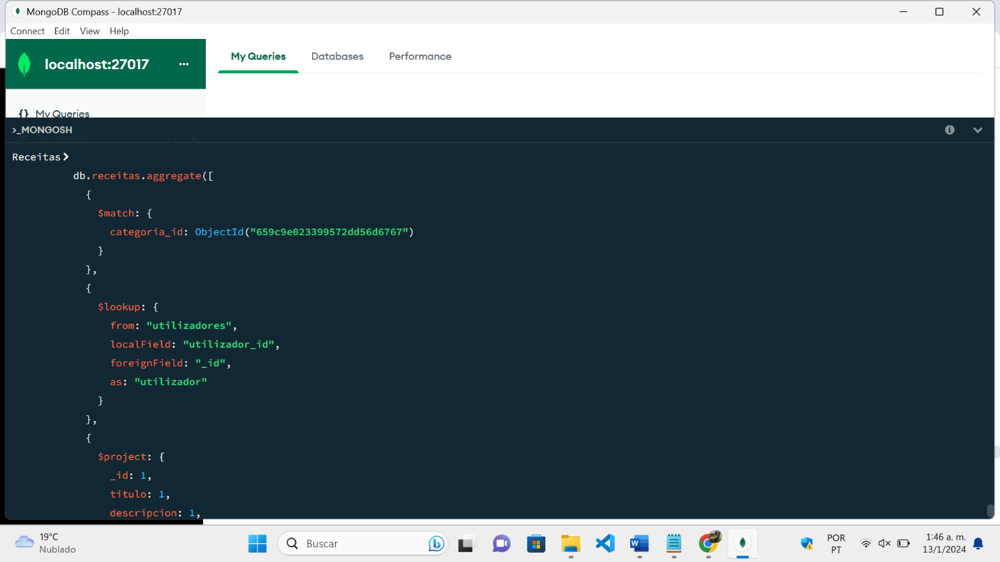 MongoDB Compass - localhost:27017
Connect Edit View Help
localhost:27017 ...
My Queries Databases Performance
{} My Queries
>_MONGOSH
Receitas>
db.receitas.aggregate([
{
$match: {
categoria_id: ObjectId("659c9e023399572dd56d6767")
}
},
{
$lookup: {
from: "utilizadores",
localField: "utilizador_id",
foreignField: "_id",
as: "utilizador"
}
},
{
$project: {
_id: 1,
titulo: 1,
descripcion: 1,
19°C
Nublado
Buscar
POR
PT
1:46 a. m.
13/1/2024